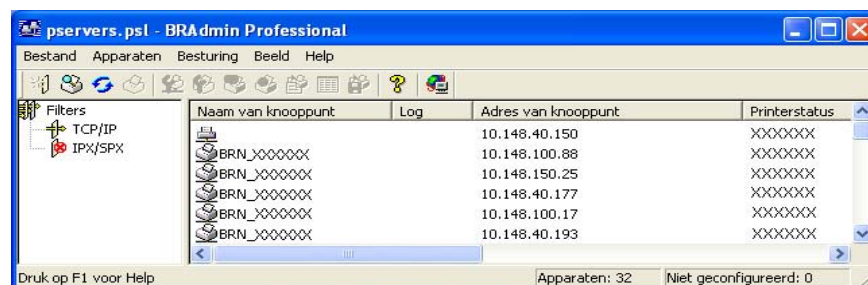 pservers.psl - BRAdmin Professional
Bestand Apparaten Besturing Beeld Help
Filters
TCP/IP
IPX/SPX
Naam van knooppunt Log Adres van knooppunt Printerstatus
10.148.40.150 XXXXXX
BRN_XXXXXX 10.148.100.88 XXXXXX
BRN_XXXXXX 10.148.150.25 XXXXXX
BRN_XXXXXX 10.148.40.177 XXXXXX
BRN_XXXXXX 10.148.100.17 XXXXXX
BRN_XXXXXX 10.148.40.193 XXXXXX
Druk op F1 voor Help Apparaten: 32 Niet geconfigureerd: 0